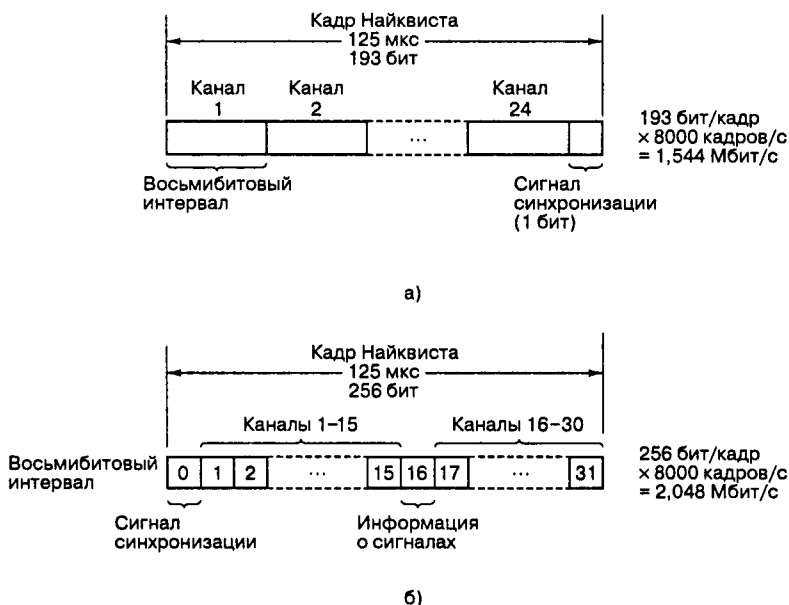 Кадр Найквиста
125 мкс
193 бит
Канал
1
Канал
2
Канал
24
...
193 бит/кадр
× 8000 кадров/с
= 1,544 Мбит/с
Восьмибитовый
интервал
Сигнал
синхронизации
(1 бит)
а)
Кадр Найквиста
125 мкс
256 бит
Каналы 1–15
Каналы 16–30
Восьмибитовый
интервал
0 1 2 ... 15 16 17 ... 31
256 бит/кадр
× 8000 кадров/с
= 2,048 Мбит/с
Сигнал
синхронизации
Информация
о сигналах
б)